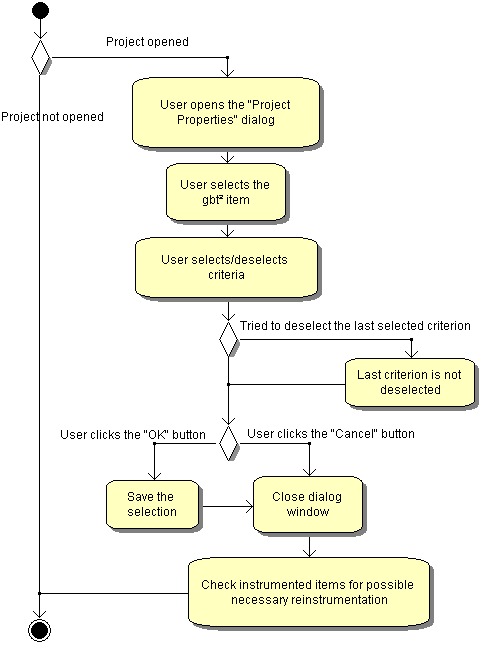 Project opened
Project not opened
User opens the "Project
Properties" dialog
User selects the
gbt² item
User selects/deselects
criteria
Tried to deselect the last selected criterion
Last criterion is not
deselected
User clicks the "OK" button
User clicks the "Cancel" button
Save the
selection
Close dialog
window
Check instrumented items for possible
necessary reinstrumentation